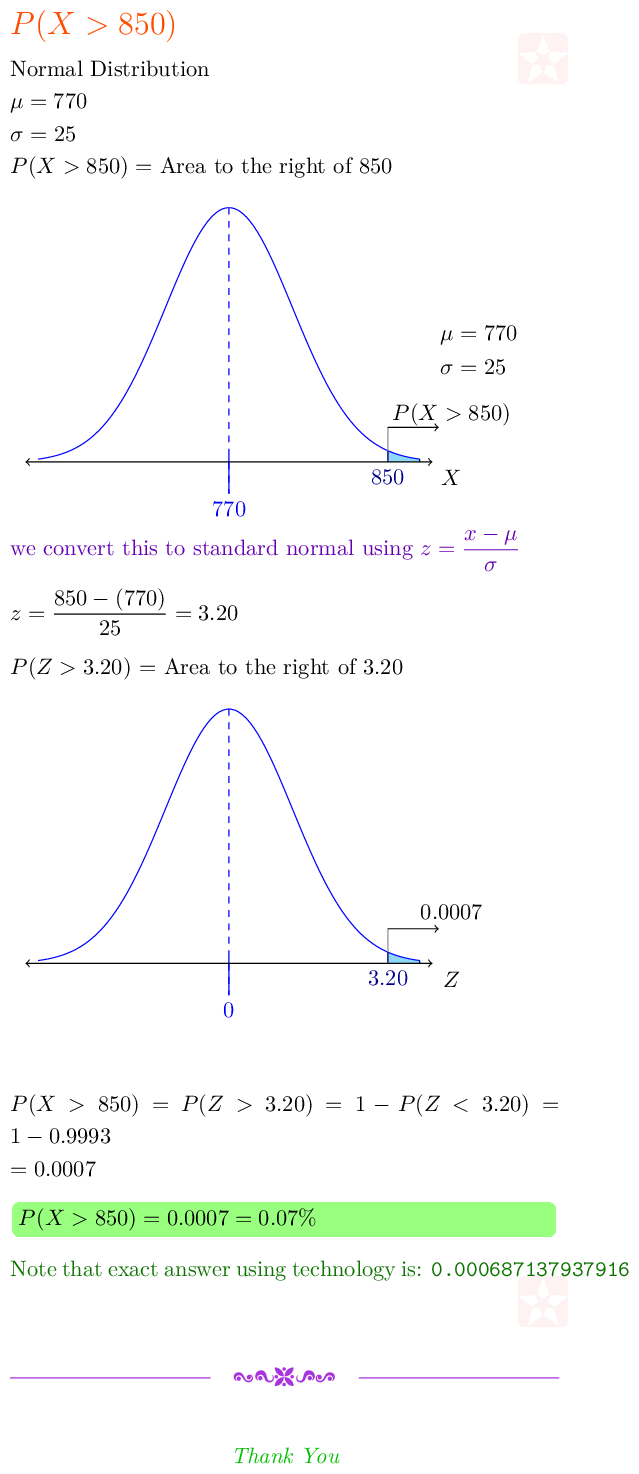 P(X > 850)
Normal Distribution
μ = 770
σ = 25
P(X > 850) = Area to the right of 850
μ = 770
σ = 25
P(X > 850)
850
X
770
we convert this to standard normal using z = \frac{x − μ}{σ}
z = \frac{850 − (770)}{25} = 3.20
P(Z > 3.20) = Area to the right of 3.20
0.0007
3.20
Z
0
P(X > 850) = P(Z > 3.20) = 1 − P(Z < 3.20) =
1 − 0.9993
= 0.0007
P(X > 850) = 0.0007 = 0.07%
Note that exact answer using technology is: 0.000687137937916
Thank You